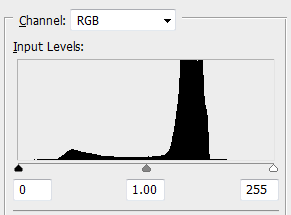 Channel: RGB
Input Levels:
0 1.00 255